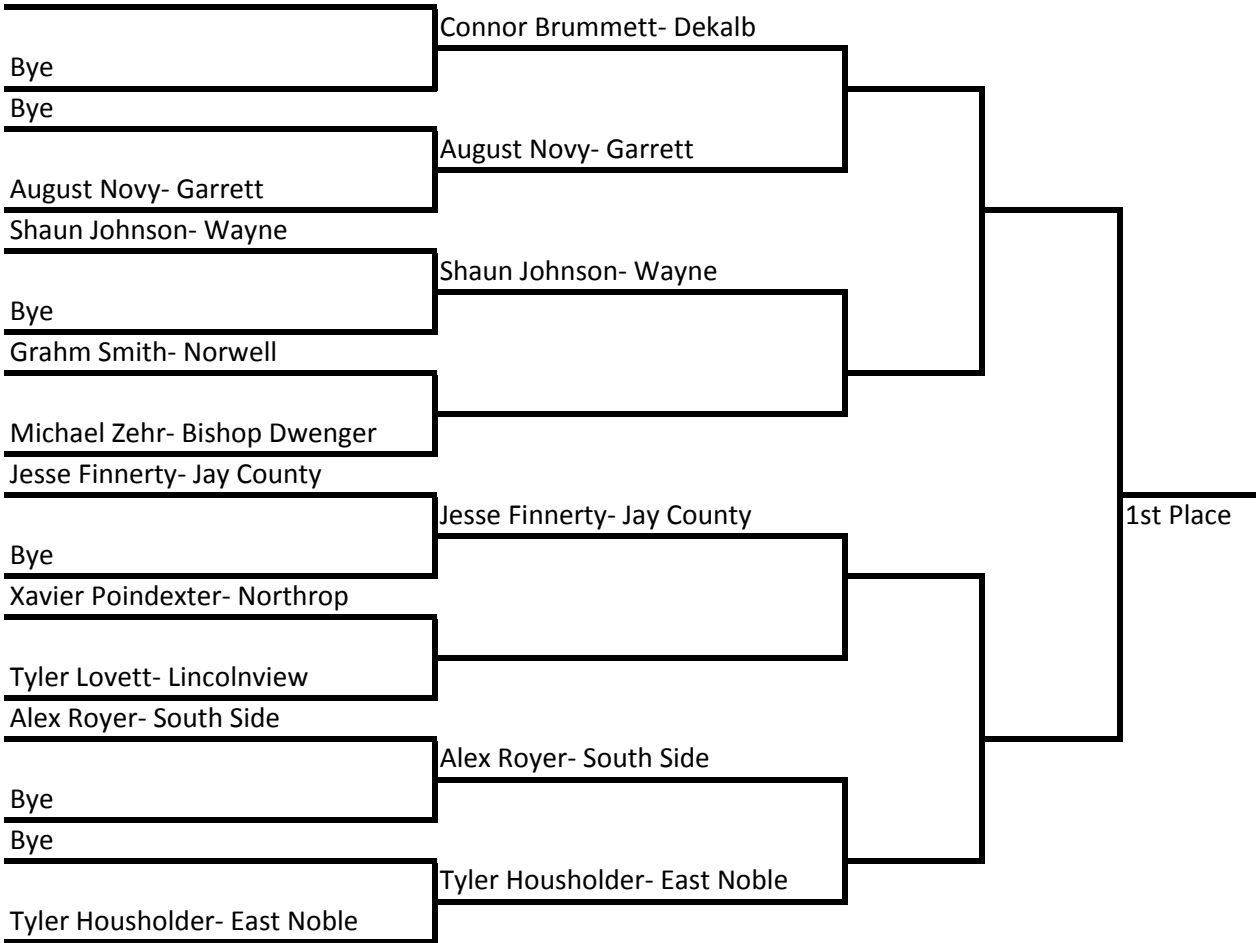 Connor Brummett- Dekalb
Bye
Bye
August Novy- Garrett
August Novy- Garrett
Shaun Johnson- Wayne
Shaun Johnson- Wayne
Bye
Grahm Smith- Norwell
Michael Zehr- Bishop Dwenger
Jesse Finnerty- Jay County
Jesse Finnerty- Jay County
1st Place
Bye
Xavier Poindexter- Northrop
Tyler Lovett- Lincolnview
Alex Royer- South Side
Alex Royer- South Side
Bye
Bye
Tyler Housholder- East Noble
Tyler Housholder- East Noble